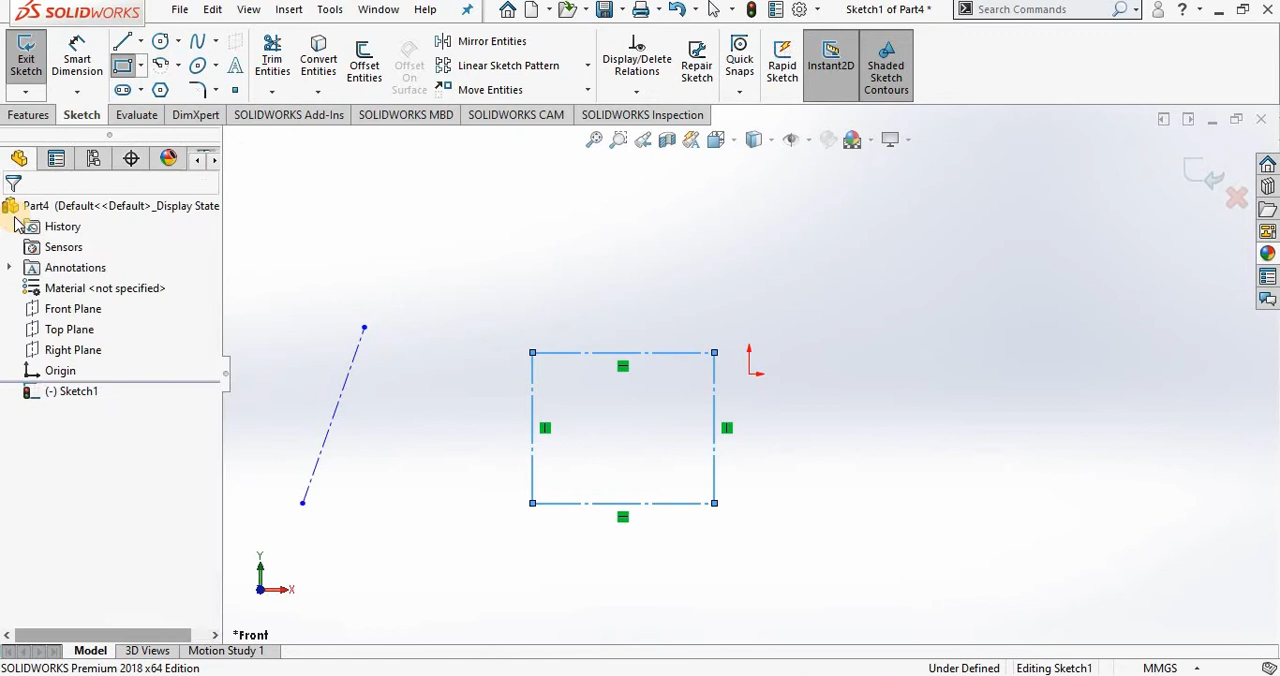 SOLIDWORKS File Edit View Insert Tools Window Help Sketch1 of Part4 * Search Commands ?
Exit Sketch
Smart Dimension
Trim Entities
Convert Entities
Offset Entities
Offset On Surface
Mirror Entities
Linear Sketch Pattern
Move Entities
Display/Delete Relations
Repair Sketch
Quick Snaps
Rapid Sketch
Instant2D
Shaded Sketch Contours
Features Sketch Evaluate DimXpert SOLIDWORKS Add-Ins SOLIDWORKS MBD SOLIDWORKS CAM SOLIDWORKS Inspection
Part4 (Default<<Default>_Display State
History
Sensors
Annotations
Material <not specified>
Front Plane
Top Plane
Right Plane
Origin
(-) Sketch1
Y
X
*Front
Model 3D Views Motion Study 1
SOLIDWORKS Premium 2018 x64 Edition Under Defined Editing Sketch1 MMGS